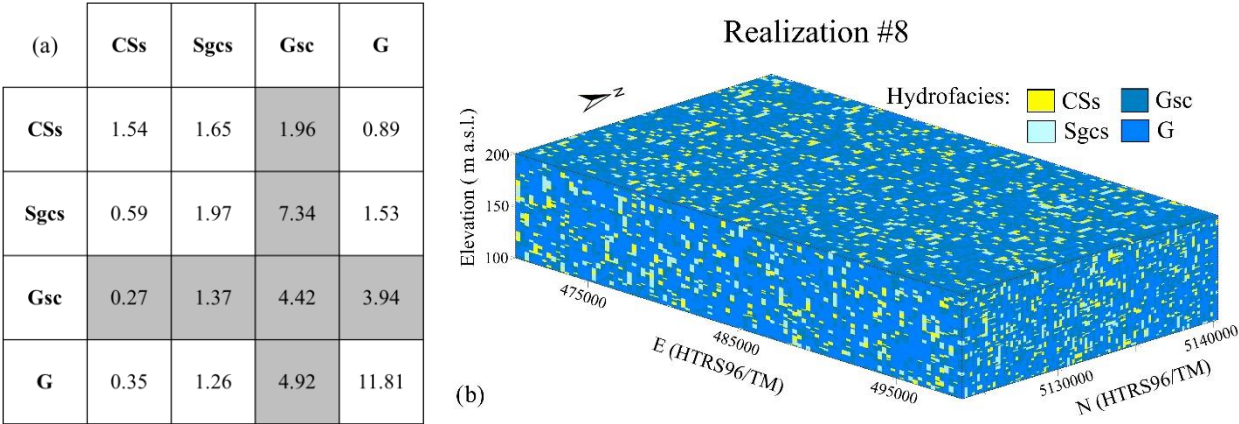 (a) CSs Sgcs Gsc G
CSs 1.54 1.65 1.96 0.89
Sgcs 0.59 1.97 7.34 1.53
Gsc 0.27 1.37 4.42 3.94
G 0.35 1.26 4.92 11.81
Realization #8
N
Hydrofacies: CSs Gsc
Sgcs G
Elevation ( m a.s.l.)
200
150
100
475000
485000
495000
E (HTRS96/TM)
5130000
5140000
N (HTRS96/TM)
(b)